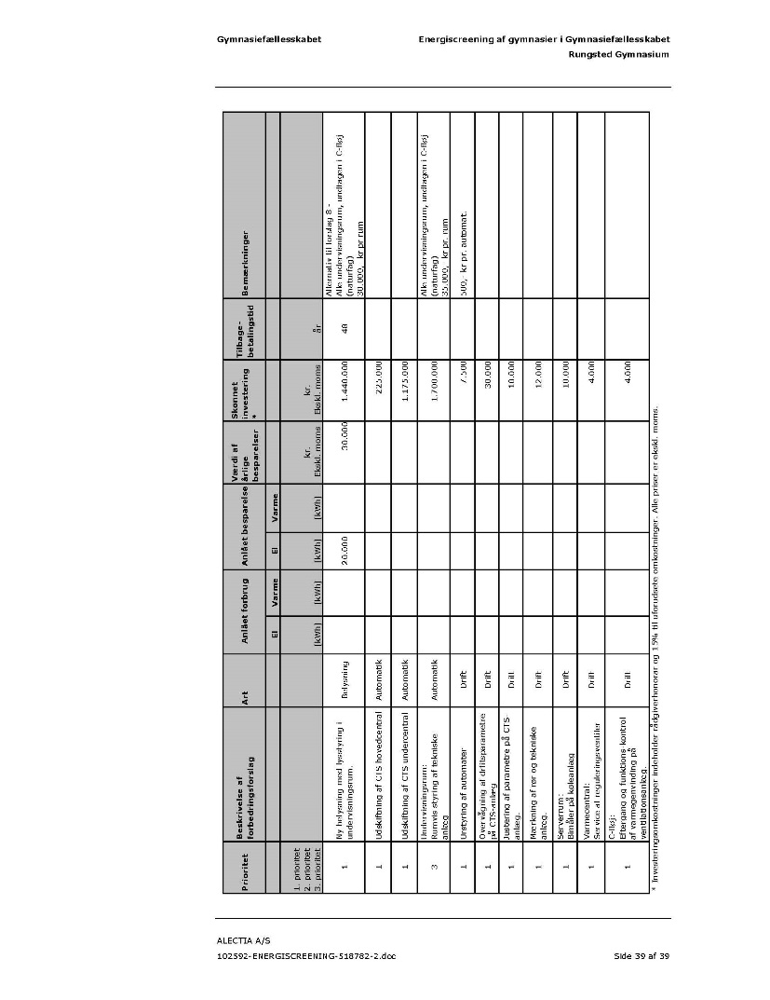 Gymnasiefællesskabet
Energiscreening af gymnasier i Gymnasiefællesskabet
Rungsted Gymnasium
Prioritet
Beskrivelse af
forbedringsforslag
Art
Anlået forbrug
Anlået besparelse
Værdi af
årlige
besparelser
Skønnet
investering
*
Tilbage-
betalingstid
Bemærkninger
El
Varme
El
Varme
1. prioritet
2. prioritet
3. prioritet
[kWh]
[kWh]
[kWh]
[kWh]
kr.
Ekskl. moms
kr.
Ekskl. moms
år
1
Ny belysning med lysstyring i
undervisningsrum.
Belysning
20.000
30.000
1.440.000
48
Alternativ til forslag 8 -
Alle undervisningsrum, undtagen i C-fløj
(naturfag)
30.000,- kr pr rum
1
Udskiftning af CTS hovedcentral
Automatik
225.000
1
Udskiftning af CTS undercentral
Automatik
1.175.000
3
Undervisningsrum:
Rumvis styring af tekniske
anlæg
Automatik
1.700.000
Alle undervisningsrum, undtagen i C-fløj
(naturfag)
35.000,- kr pr. rum
1
Urstyring af automater
Drift
7.500
500,- kr pr. automat.
1
Overvågning af driftsparametre
på CTS-anlæg
Drift
30.000
1
Justering af parametre på CTS-
anlæg.
Drift
10.000
1
Mærkning af rør og tekniske
anlæg.
Drift
12.000
1
Serverrum:
Bimåler på køleanlæg
Drift
10.000
1
Varmecentral:
Service af reguleringsventiler
Drift
4.000
1
C-fløj:
Eftergang og funktions kontrol
af varmegenvinding på
ventilationsanlæg.
Drift
4.000
* Investeringsomkostninger indeholder rådgiverhonorar og 15% til uforudsete omkostninger. Alle priser er ekskl. moms.
ALECTIA A/S
102592-ENERGISCREENING-518782-2.doc
Side 39 af 39